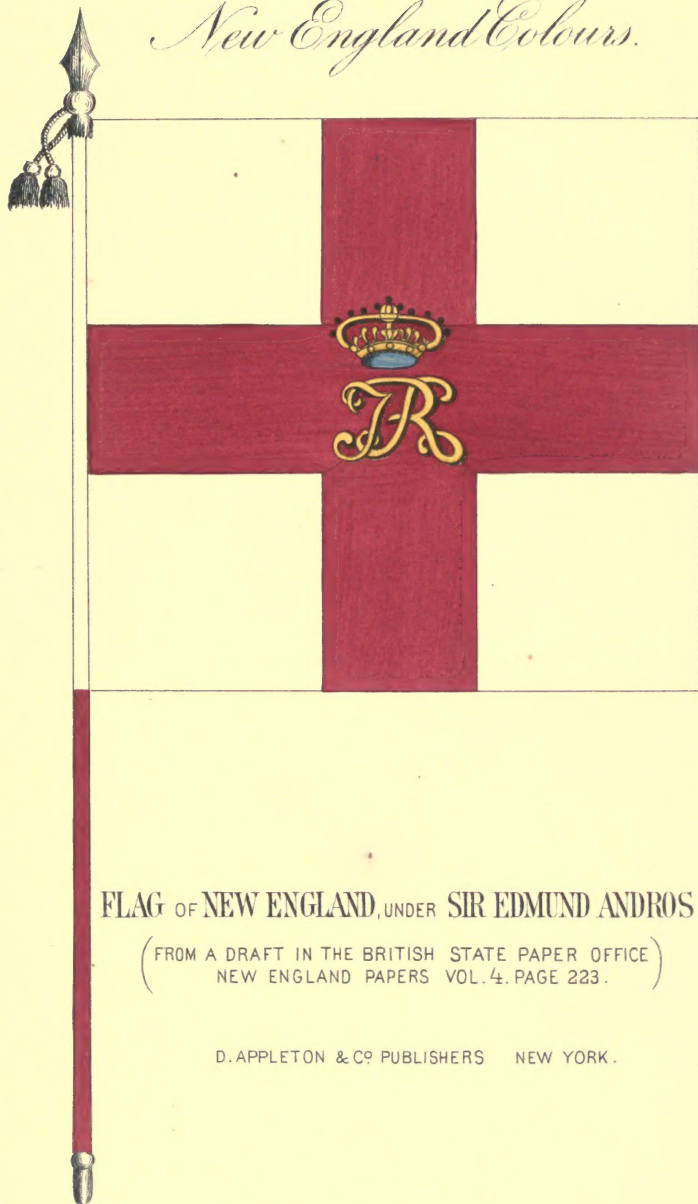 New England Colours.
JR
FLAG OF NEW ENGLAND, UNDER SIR EDMUND ANDROS
(FROM A DRAFT IN THE BRITISH STATE PAPER OFFICE
NEW ENGLAND PAPERS VOL. 4. PAGE 223.)
D. APPLETON & Cº PUBLISHERS NEW YORK.